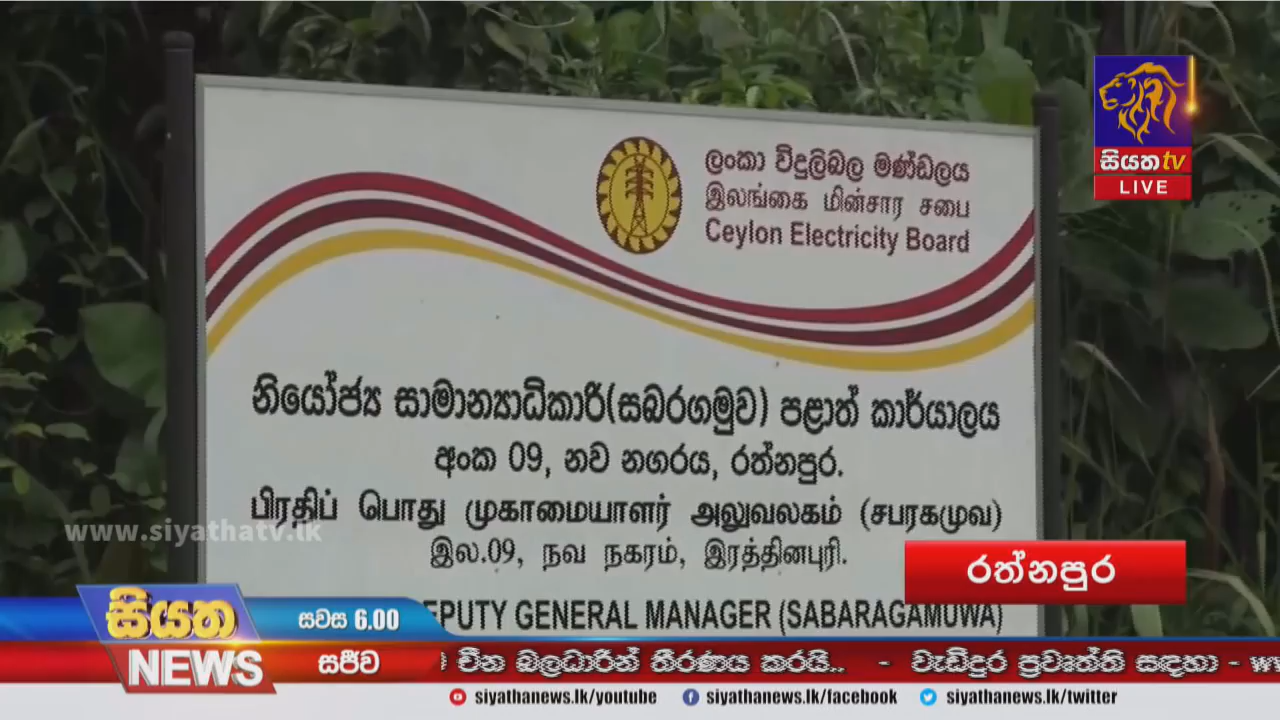 සියත tv
LIVE
ලංකා විදුලිබල මණ්ඩලය
இலங்கை மின்சார சபை
Ceylon Electricity Board
නියෝජ්‍ය සාමාන්‍යාධිකාරී(සබරගමුව) පළාත් කාර්යාලය
අංක 09, නව නගරය, රත්නපුර.
பிரதிப் பொது முகாமையாளர் அலுவலகம் (சபரகமுவ)
www.siyathatv.lk
இல.09, நவ நகரம், இரத்தினபுரி.
රත්නපුර
EPUTY GENERAL MANAGER (SABARAGAMUWA)
සියත
NEWS
සවස 6.00
සජීව
චීන බලධාරීන් තීරණය කරයි.. - වැඩිදුර ප්‍රවෘත්ති සඳහා - ww
siyathanews.lk/youtube siyathanews.lk/facebook siyathanews.lk/twitter